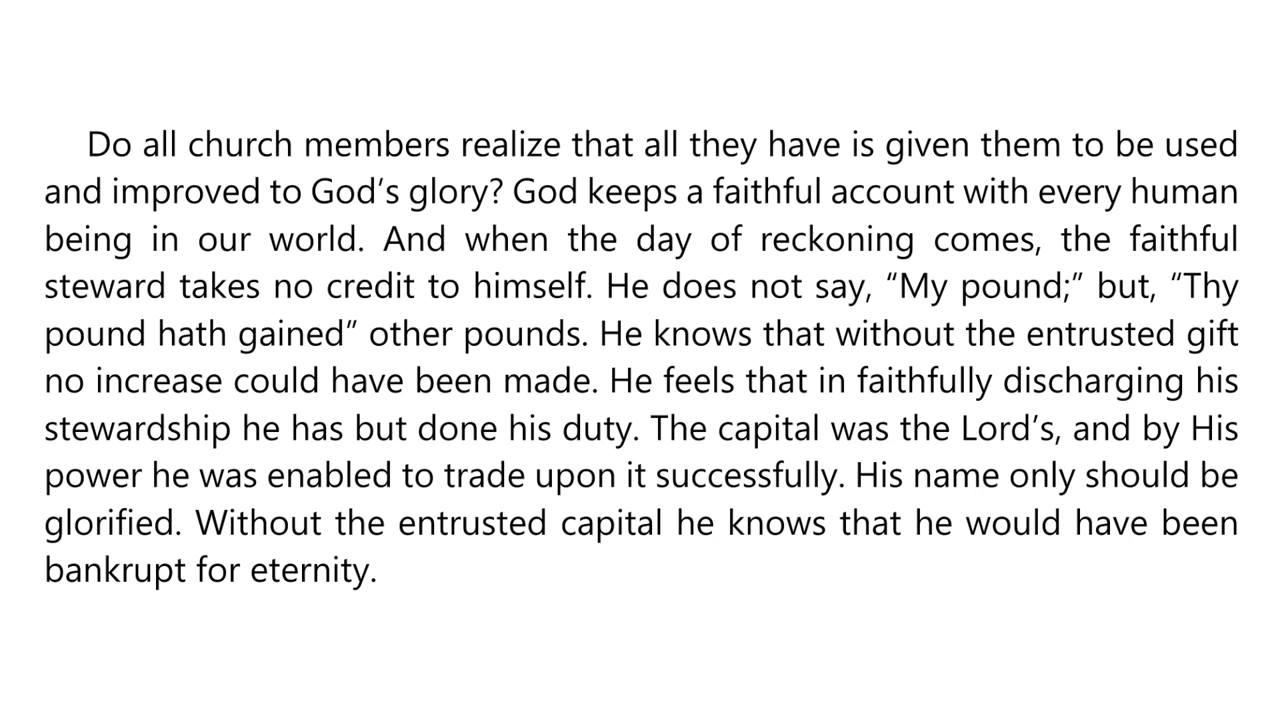 Do all church members realize that all they have is given them to be used
and improved to God’s glory? God keeps a faithful account with every human
being in our world. And when the day of reckoning comes, the faithful
steward takes no credit to himself. He does not say, “My pound;” but, “Thy
pound hath gained” other pounds. He knows that without the entrusted gift
no increase could have been made. He feels that in faithfully discharging his
stewardship he has but done his duty. The capital was the Lord’s, and by His
power he was enabled to trade upon it successfully. His name only should be
glorified. Without the entrusted capital he knows that he would have been
bankrupt for eternity.